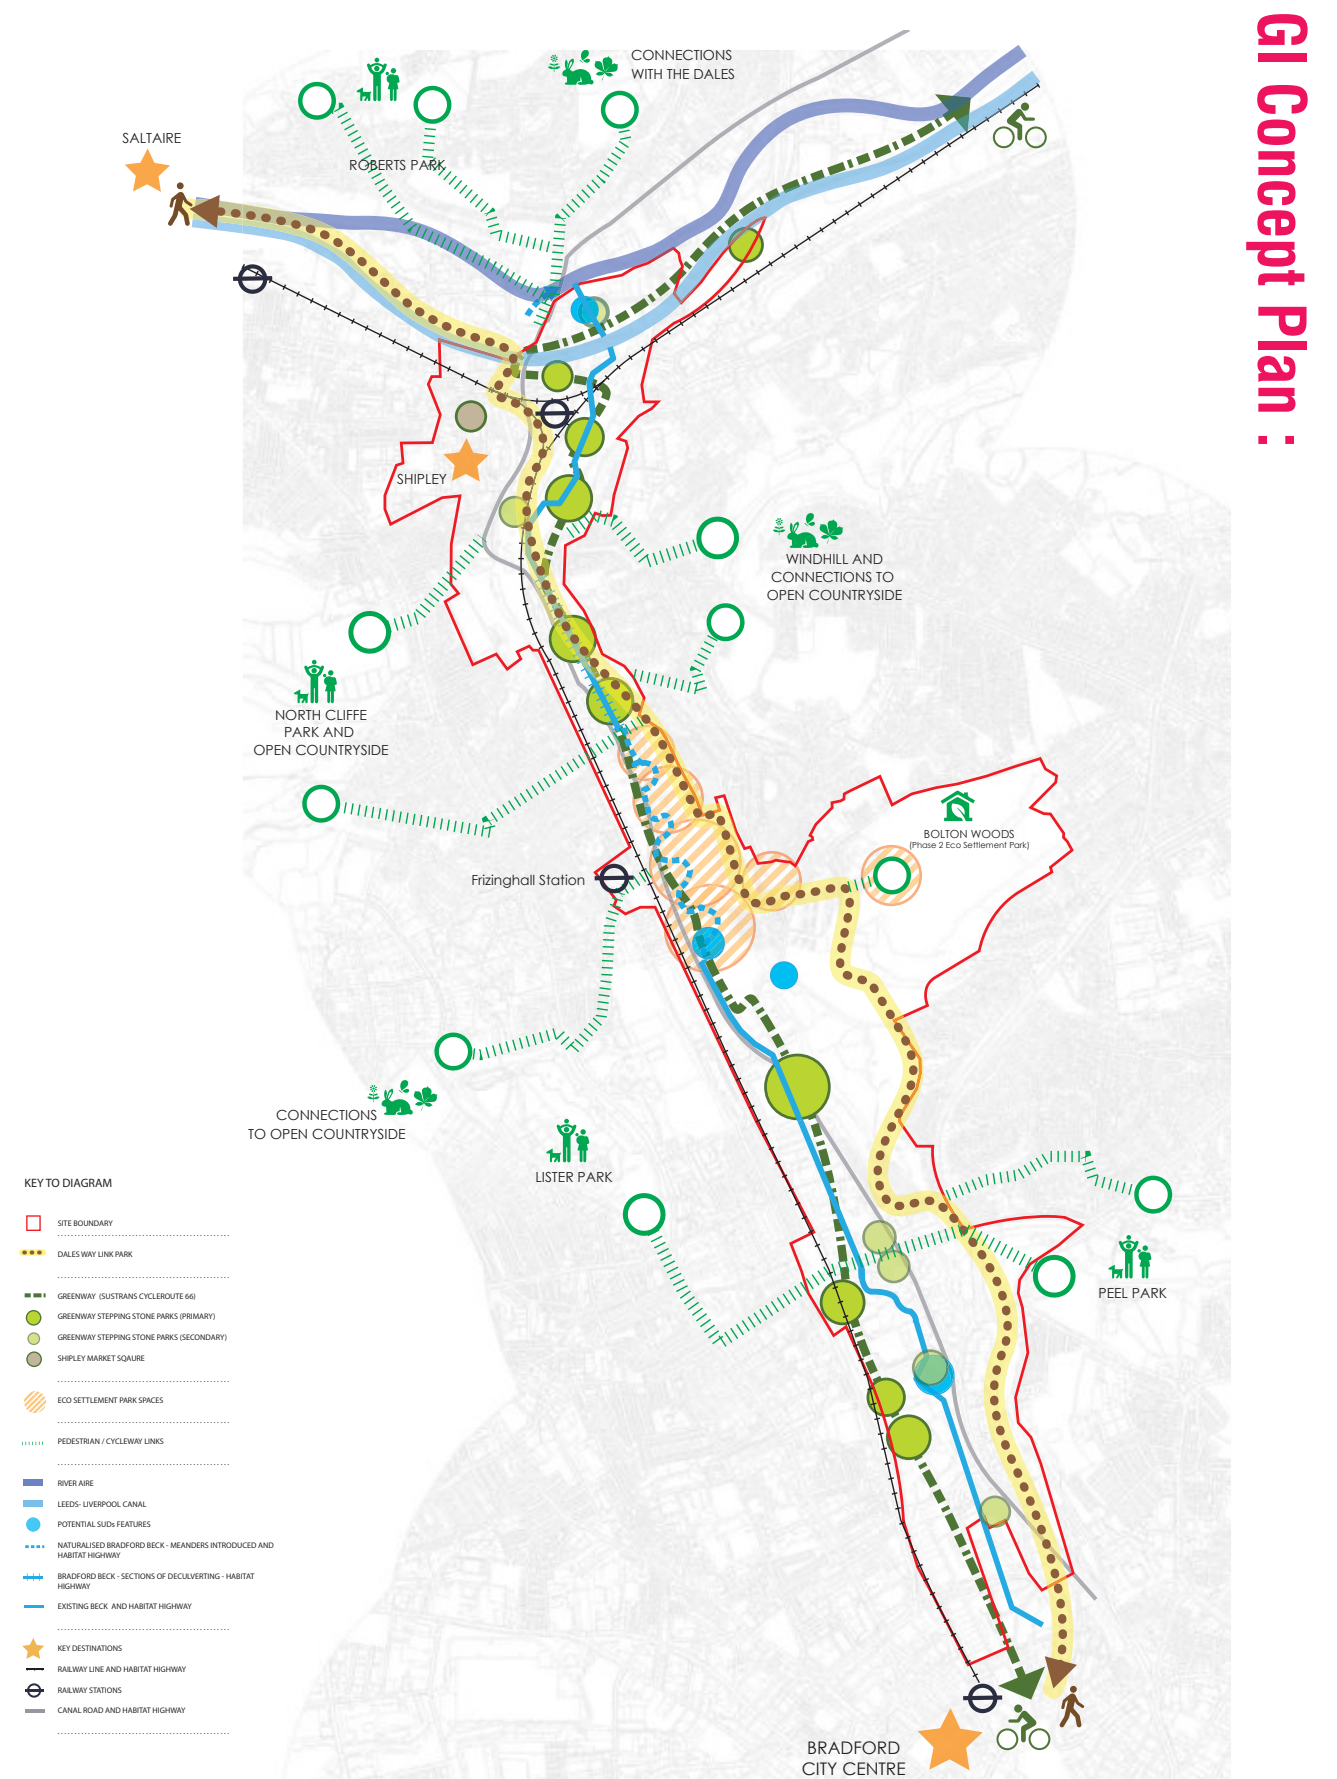 GI Concept Plan :
CONNECTIONS
WITH THE DALES
SALTAIRE
ROBERTS PARK
SHIPLEY
WINDHILL AND
CONNECTIONS TO
OPEN COUNTRYSIDE
NORTH CLIFFE
PARK AND
OPEN COUNTRYSIDE
BOLTON WOODS
(Phase 2 Eco Settlement Park)
Frizinghall Station
CONNECTIONS
TO OPEN COUNTRYSIDE
LISTER PARK
PEEL PARK
BRADFORD
CITY CENTRE
KEY TO DIAGRAM
SITE BOUNDARY
DALES WAY LINK PARK
GREENWAY (SUSTRANS CYCLEROUTE 66)
GREENWAY STEPPING STONE PARKS (PRIMARY)
GREENWAY STEPPING STONE PARKS (SECONDARY)
SHIPLEY MARKET SQAURE
ECO SETTLEMENT PARK SPACES
PEDESTRIAN / CYCLEWAY LINKS
RIVER AIRE
LEEDS- LIVERPOOL CANAL
POTENTIAL SUDs FEATURES
NATURALISED BRADFORD BECK - MEANDERS INTRODUCED AND
HABITAT HIGHWAY
BRADFORD BECK - SECTIONS OF DECULVERTING - HABITAT
HIGHWAY
EXISTING BECK AND HABITAT HIGHWAY
KEY DESTINATIONS
RAILWAY LINE AND HABITAT HIGHWAY
RAILWAY STATIONS
CANAL ROAD AND HABITAT HIGHWAY